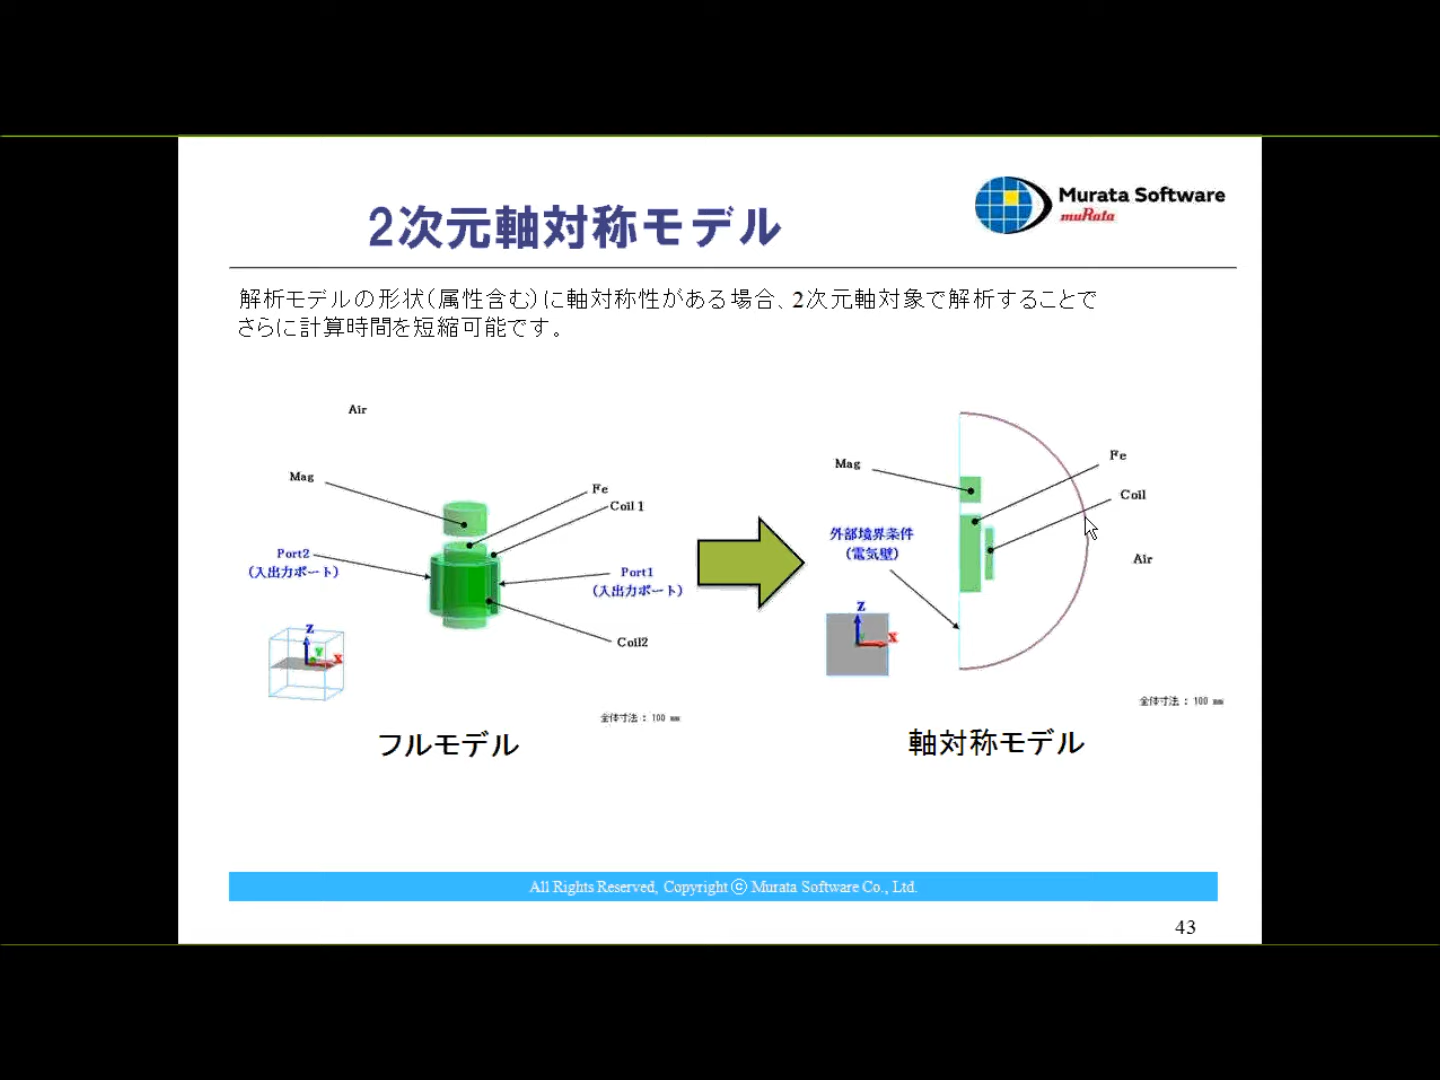 2次元軸対称モデル
Murata Software
muRata
解析モデルの形状(属性含む)に軸対称性がある場合、2次元軸対象で解析することで
さらに計算時間を短縮可能です。
Air
Mag
Fe
Coil 1
Port2
(入出力ポート)
Port1
(入出力ポート)
Coil2
Z
Y
X
全体寸法 : 100 mm
フルモデル
Mag
Fe
Coil
外部境界条件
(電気壁)
Air
Z
X
全体寸法 : 100 mm
軸対称モデル
All Rights Reserved, Copyright © Murata Software Co., Ltd.
43